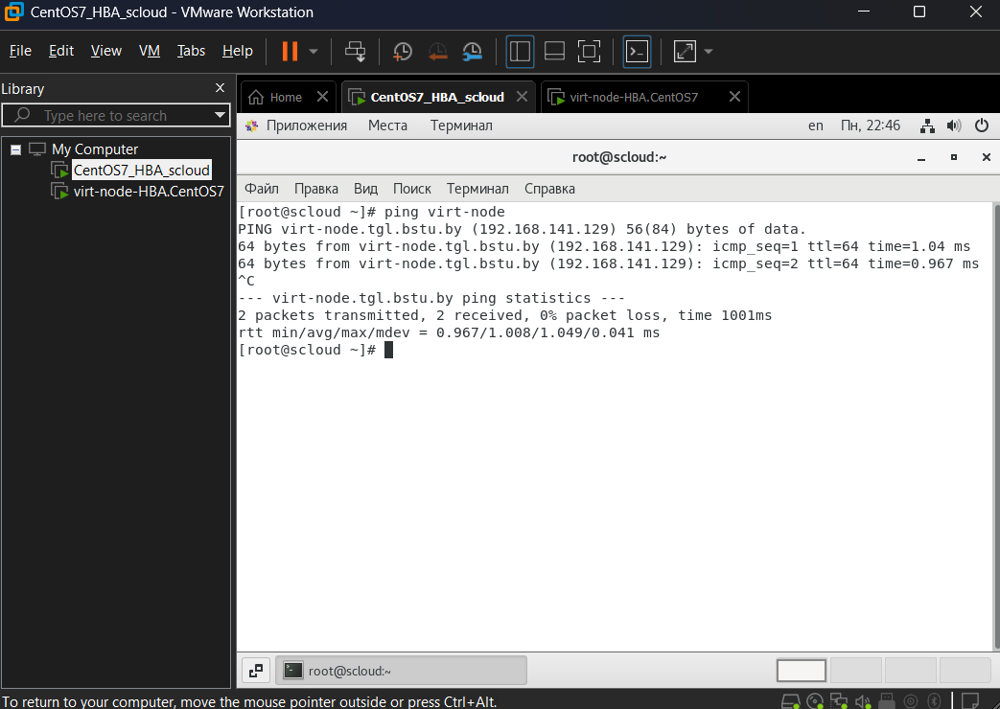 CentOS7_HBA_scloud - VMware Workstation
File Edit View VM Tabs Help
Library
Type here to search
My Computer
CentOS7_HBA_scloud
virt-node-HBA.CentOS7
Home CentOS7_HBA_scloud virt-node-HBA.CentOS7
Приложения Места Терминал en Пн, 22:46
root@scloud:~
Файл Правка Вид Поиск Терминал Справка
[root@scloud ~]# ping virt-node
PING virt-node.tgl.bstu.by (192.168.141.129) 56(84) bytes of data.
64 bytes from virt-node.tgl.bstu.by (192.168.141.129): icmp_seq=1 ttl=64 time=1.04 ms
64 bytes from virt-node.tgl.bstu.by (192.168.141.129): icmp_seq=2 ttl=64 time=0.967 ms
^C
--- virt-node.tgl.bstu.by ping statistics ---
2 packets transmitted, 2 received, 0% packet loss, time 1001ms
rtt min/avg/max/mdev = 0.967/1.008/1.049/0.041 ms
[root@scloud ~]#
root@scloud:~
To return to your computer, move the mouse pointer outside or press Ctrl+Alt.